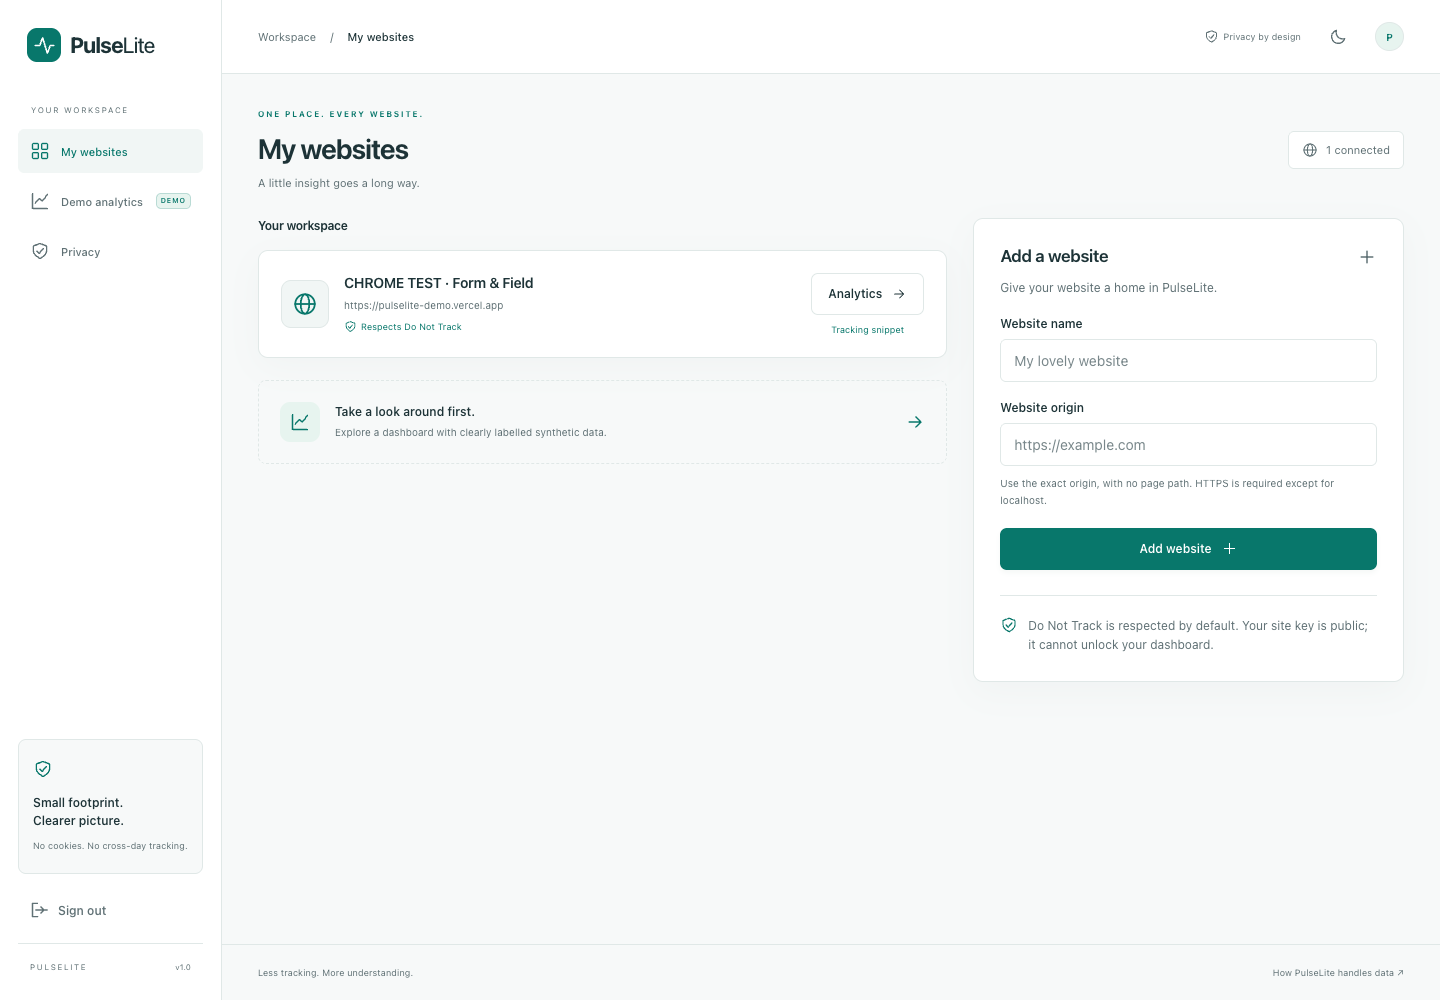 PulseLite
YOUR WORKSPACE
My websites
Demo analytics DEMO
Privacy
Small footprint.
Clearer picture.
No cookies. No cross-day tracking.
Sign out
PULSELITE v1.0
Workspace / My websites
Privacy by design
P
ONE PLACE. EVERY WEBSITE.
My websites
A little insight goes a long way.
1 connected
Your workspace
CHROME TEST · Form & Field
https://pulselite-demo.vercel.app
Respects Do Not Track
Analytics →
Tracking snippet
Take a look around first.
Explore a dashboard with clearly labelled synthetic data.
Add a website
Give your website a home in PulseLite.
Website name
My lovely website
Website origin
https://example.com
Use the exact origin, with no page path. HTTPS is required except for
localhost.
Add website +
Do Not Track is respected by default. Your site key is public;
it cannot unlock your dashboard.
Less tracking. More understanding.
How PulseLite handles data ↗